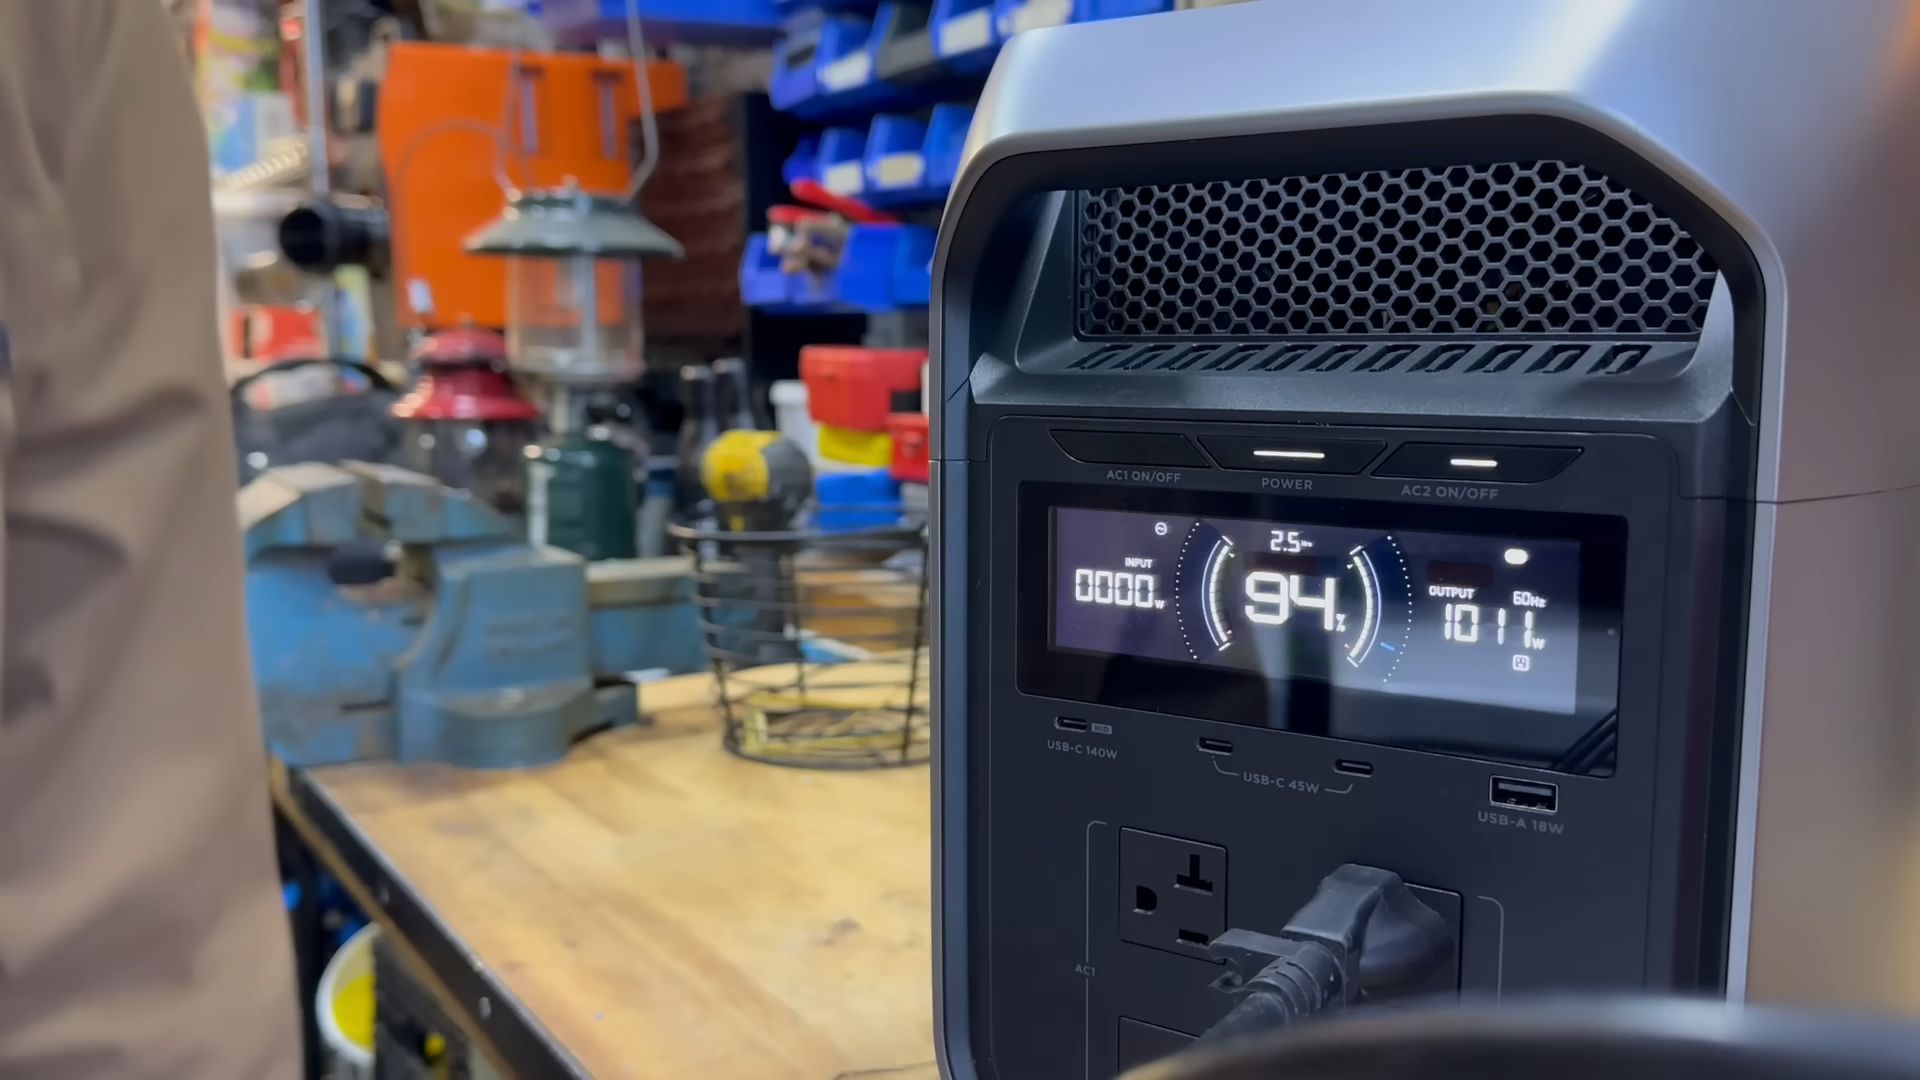 AC1 ON/OFF
POWER
AC2 ON/OFF
2.5Hrs
INPUT
0000W
94%
OUTPUT
60Hz
1011W
USB-C 140W
USB-C 45W
USB-A 18W
AC1